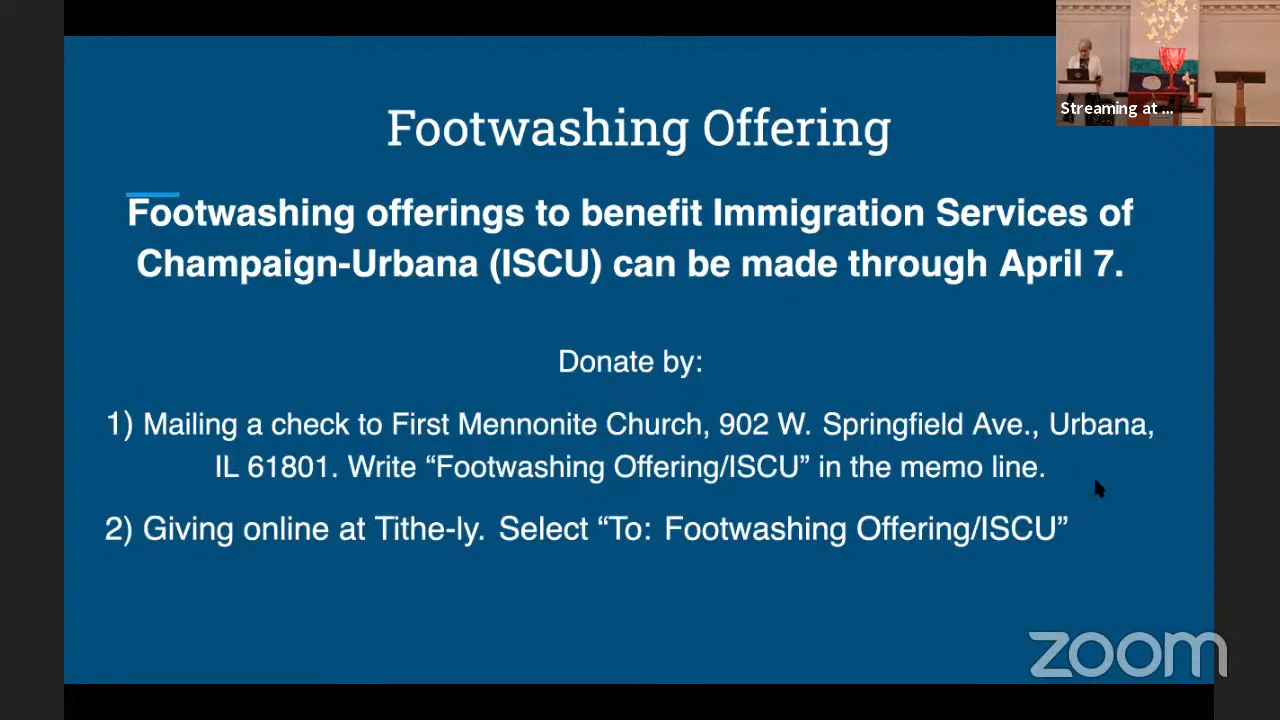 Streaming at ...
Footwashing Offering
Footwashing offerings to benefit Immigration Services of
Champaign-Urbana (ISCU) can be made through April 7.
Donate by:
1) Mailing a check to First Mennonite Church, 902 W. Springfield Ave., Urbana,
IL 61801. Write “Footwashing Offering/ISCU” in the memo line.
2) Giving online at Tithe-ly. Select “To: Footwashing Offering/ISCU”
zoom